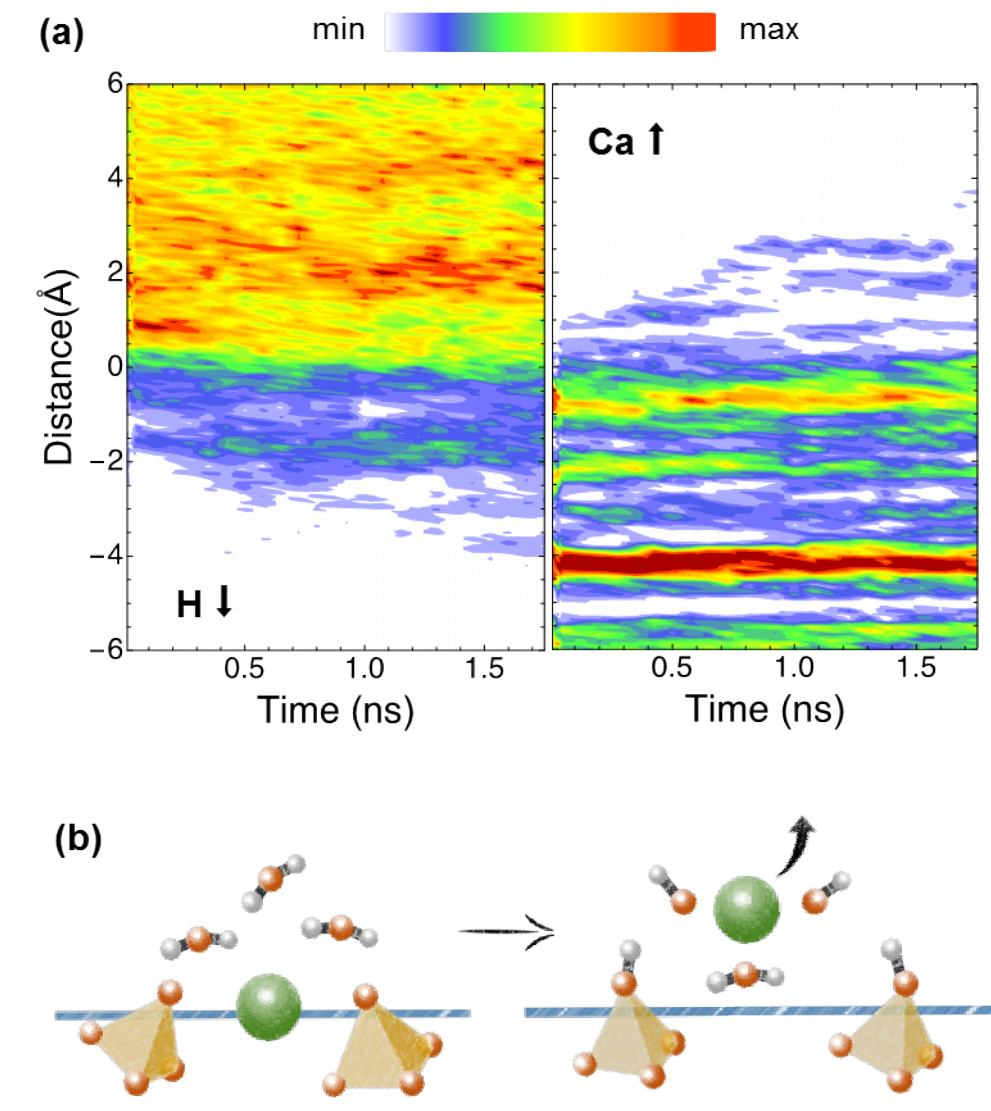 (a)
min max
6
4
2
0
−2
−4
−6
Distance(Å)
H ↓
Ca ↑
0.5 1.0 1.5
0.5 1.0 1.5
Time (ns)
Time (ns)
(b)